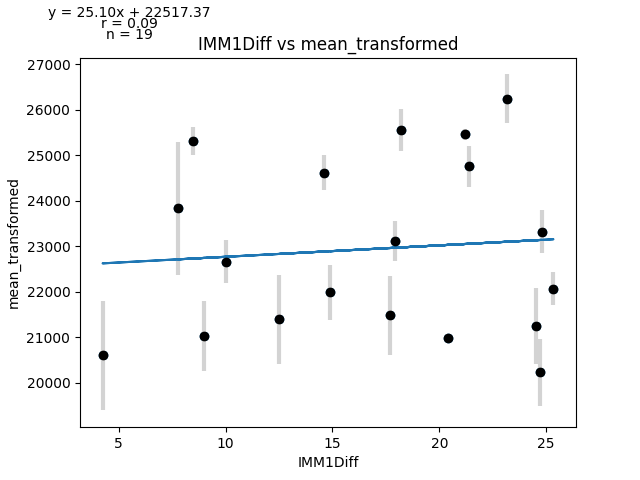 y = 25.10x + 22517.37
r = 0.09
n = 19
IMM1Diff vs mean_transformed
27000
26000
25000
24000
23000
22000
21000
20000
mean_transformed
5 10 15 20 25
IMM1Diff